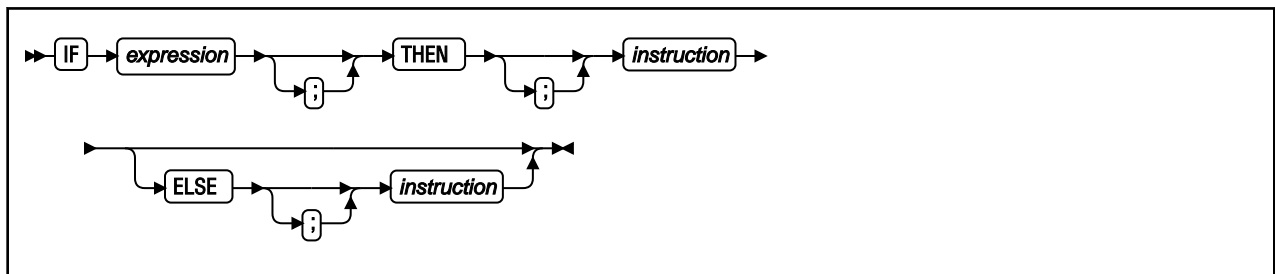 IF expression THEN instruction
; ;
ELSE instruction
;